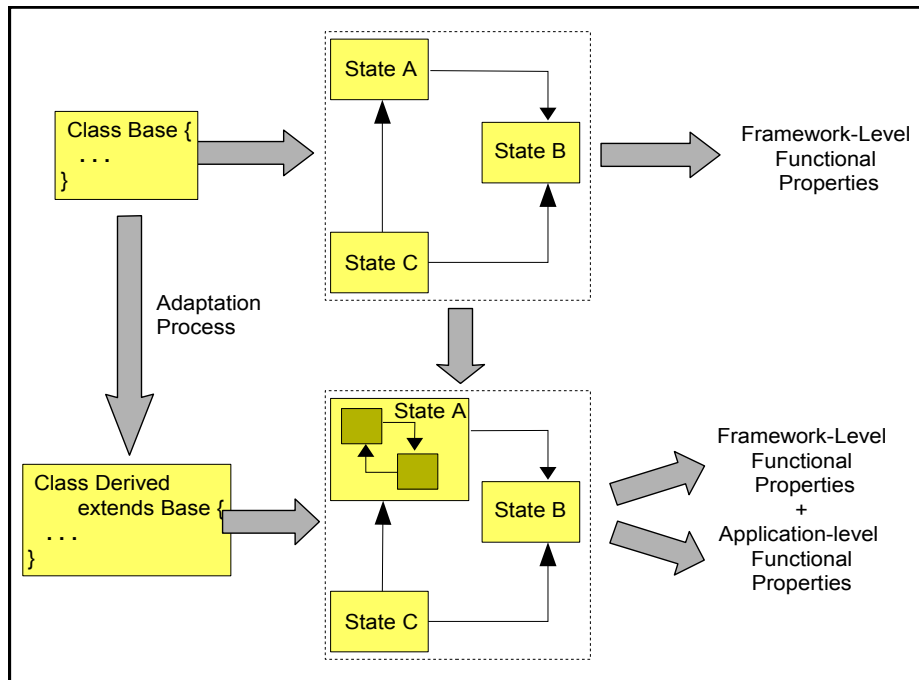 Class Base {
. . .
}
State A
State B
State C
Framework-Level
Functional
Properties
Adaptation
Process
Class Derived
extends Base {
. . .
}
State A
State B
State C
Framework-Level
Functional
Properties
+
Application-level
Functional
Properties